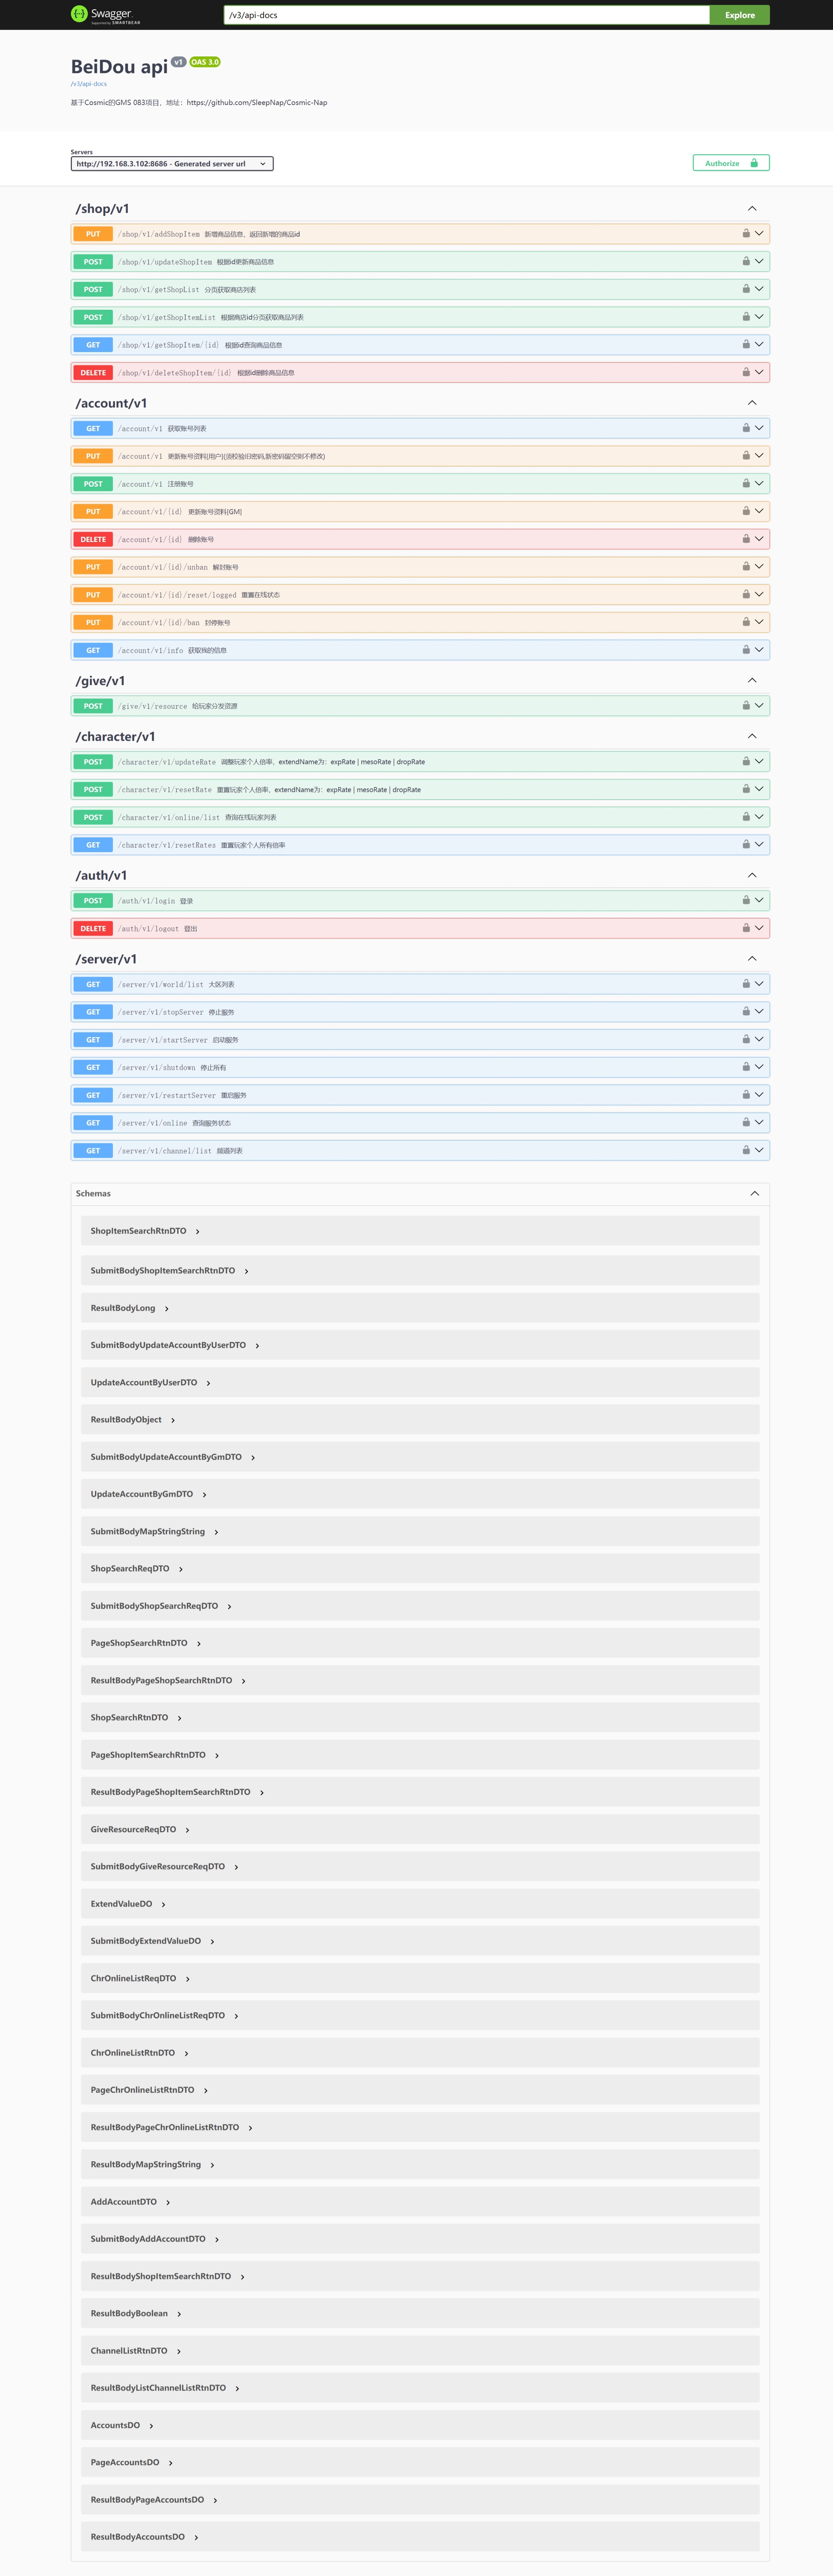 Swagger.
Supported by SMARTBEAR
/v3/api-docs
Explore
BeiDou api v1 OAS 3.0
/v3/api-docs
基于Cosmic的GMS 083项目，地址：https://github.com/SleepNap/Cosmic-Nap
Servers
http://192.168.3.102:8686 - Generated server url
Authorize
/shop/v1
PUT /shop/v1/addShopItem 新增商品信息，返回新增的商品id
POST /shop/v1/updateShopItem 根据id更新商品信息
POST /shop/v1/getShopList 分页获取商店列表
POST /shop/v1/getShopItemList 根据商店id分页获取商品列表
GET /shop/v1/getShopItem/{id} 根据id查询商品信息
DELETE /shop/v1/deleteShopItem/{id} 根据id删除商品信息
/account/v1
GET /account/v1 获取账号列表
PUT /account/v1 更新账号资料[用户](须校验旧密码,新密码留空则不修改)
POST /account/v1 注册账号
PUT /account/v1/{id} 更新账号资料[GM]
DELETE /account/v1/{id} 删除账号
PUT /account/v1/{id}/unban 解封账号
PUT /account/v1/{id}/reset/logged 重置在线状态
PUT /account/v1/{id}/ban 封停账号
GET /account/v1/info 获取我的信息
/give/v1
POST /give/v1/resource 给玩家分发资源
/character/v1
POST /character/v1/updateRate 调整玩家个人倍率，extendName为：expRate | mesoRate | dropRate
POST /character/v1/resetRate 重置玩家个人倍率，extendName为：expRate | mesoRate | dropRate
POST /character/v1/online/list 查询在线玩家列表
GET /character/v1/resetRates 重置玩家个人所有倍率
/auth/v1
POST /auth/v1/login 登录
DELETE /auth/v1/logout 登出
/server/v1
GET /server/v1/world/list 大区列表
GET /server/v1/stopServer 停止服务
GET /server/v1/startServer 启动服务
GET /server/v1/shutdown 停止所有
GET /server/v1/restartServer 重启服务
GET /server/v1/online 查询服务状态
GET /server/v1/channel/list 频道列表
Schemas
ShopItemSearchRtnDTO
SubmitBodyShopItemSearchRtnDTO
ResultBodyLong
SubmitBodyUpdateAccountByUserDTO
UpdateAccountByUserDTO
ResultBodyObject
SubmitBodyUpdateAccountByGmDTO
UpdateAccountByGmDTO
SubmitBodyMapStringString
ShopSearchReqDTO
SubmitBodyShopSearchReqDTO
PageShopSearchRtnDTO
ResultBodyPageShopSearchRtnDTO
ShopSearchRtnDTO
PageShopItemSearchRtnDTO
ResultBodyPageShopItemSearchRtnDTO
GiveResourceReqDTO
SubmitBodyGiveResourceReqDTO
ExtendValueDO
SubmitBodyExtendValueDO
ChrOnlineListReqDTO
SubmitBodyChrOnlineListReqDTO
ChrOnlineListRtnDTO
PageChrOnlineListRtnDTO
ResultBodyPageChrOnlineListRtnDTO
ResultBodyMapStringString
AddAccountDTO
SubmitBodyAddAccountDTO
ResultBodyShopItemSearchRtnDTO
ResultBodyBoolean
ChannelListRtnDTO
ResultBodyListChannelListRtnDTO
AccountsDO
PageAccountsDO
ResultBodyPageAccountsDO
ResultBodyAccountsDO